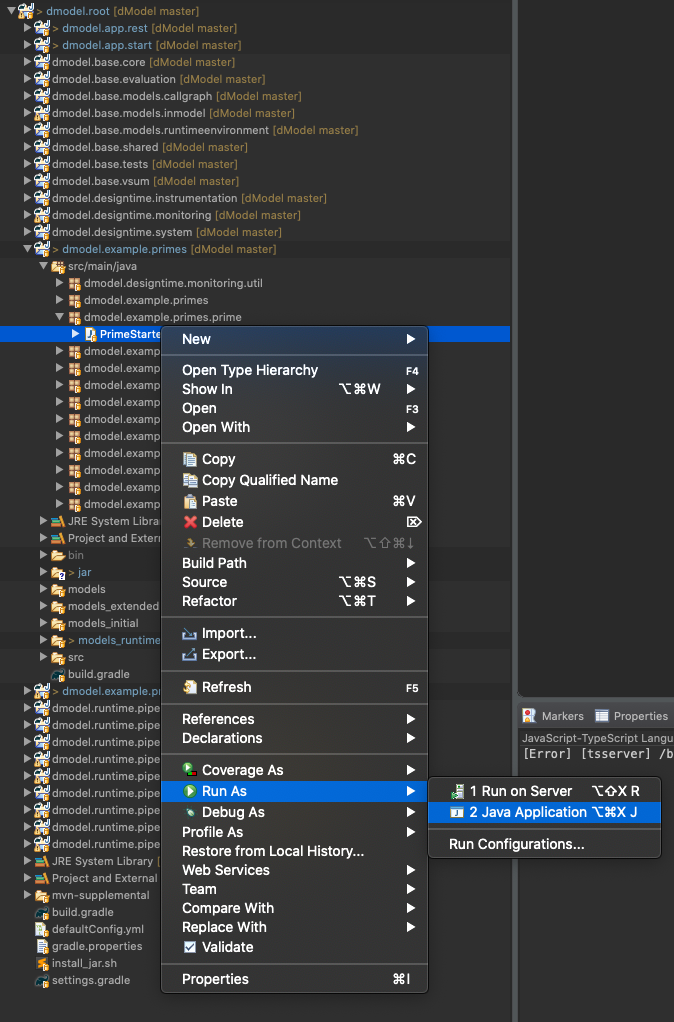 > dmodel.root [dModel master]
> dmodel.app.rest [dModel master]
> dmodel.app.start [dModel master]
dmodel.base.core [dModel master]
dmodel.base.evaluation [dModel master]
dmodel.base.models.callgraph [dModel master]
dmodel.base.models.inmodel [dModel master]
dmodel.base.models.runtimeenvironment [dModel master]
dmodel.base.shared [dModel master]
dmodel.base.tests [dModel master]
dmodel.base.vsum [dModel master]
dmodel.designtime.instrumentation [dModel master]
dmodel.designtime.monitoring [dModel master]
dmodel.designtime.system [dModel master]
> dmodel.example.primes [dModel master]
src/main/java
dmodel.designtime.monitoring.util
dmodel.example.primes
dmodel.example.primes.prime
PrimeStarte
dmodel.examp
dmodel.examp
dmodel.examp
dmodel.examp
dmodel.examp
dmodel.examp
dmodel.examp
dmodel.examp
dmodel.examp
dmodel.examp
JRE System Libra
Project and Extern
bin
> jar
models
models_extended
models_initial
> models_runtime
src
build.gradle
> dmodel.example.pr
dmodel.runtime.pipe
dmodel.runtime.pipe
dmodel.runtime.pipe
dmodel.runtime.pipe
dmodel.runtime.pipe
dmodel.runtime.pipe
dmodel.runtime.pipe
dmodel.runtime.pipe
dmodel.runtime.pipe
JRE System Library [
Project and External
mvn-supplemental
build.gradle
defaultConfig.yml
gradle.properties
install_jar.sh
settings.gradle
New
Open Type Hierarchy F4
Show In ⌥⌘W
Open F3
Open With
Copy ⌘C
Copy Qualified Name
Paste ⌘V
Delete ⌦
Remove from Context ⌥⇧⌘↓
Build Path
Source ⌥⌘S
Refactor ⌥⌘T
Import...
Export...
Refresh F5
References
Declarations
Coverage As
Run As
Debug As
Profile As
Restore from Local History...
Web Services
Team
Compare With
Replace With
Validate
Properties ⌘I
1 Run on Server ⌥⇧X R
2 Java Application ⌥⌘X J
Run Configurations...
Markers Properties
JavaScript-TypeScript Langu
[Error] [tsserver] /b